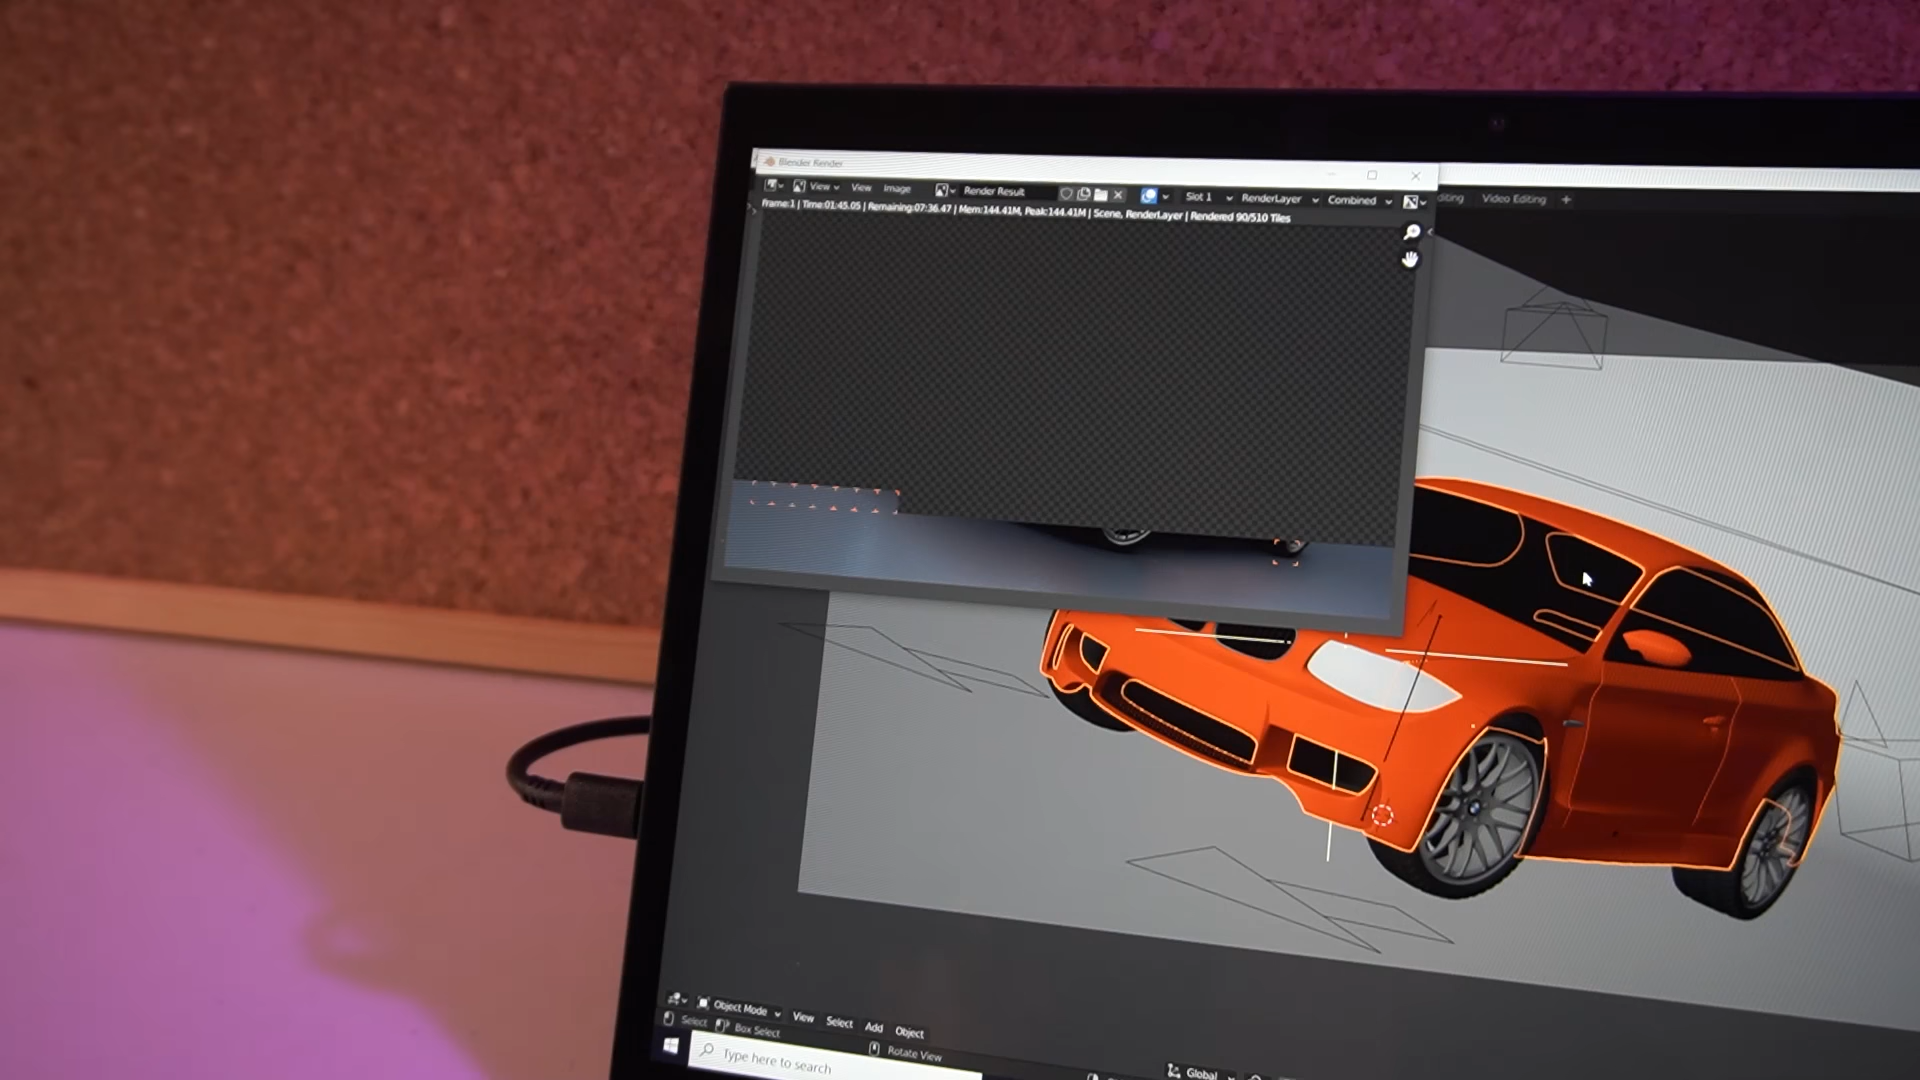 Blender Render
View View Image Render Result Slot 1 RenderLayer Combined
Frame:1 | Time:01:45.05 | Remaining:07:36.47 | Mem:144.41M, Peak:144.41M | Scene, RenderLayer | Rendered 90/510 Tiles
diting Video Editing +
Object Mode View Select Add Object
Select Box Select Rotate View
Global
Type here to search